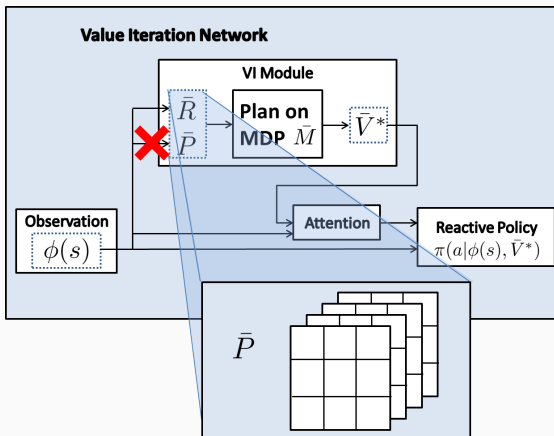 Value Iteration Network
VI Module
R̄
P̄
Plan on
MDP M̄
V̄*
Observation
ϕ(s)
Attention
Reactive Policy
π(a|ϕ(s), V̄*)
P̄